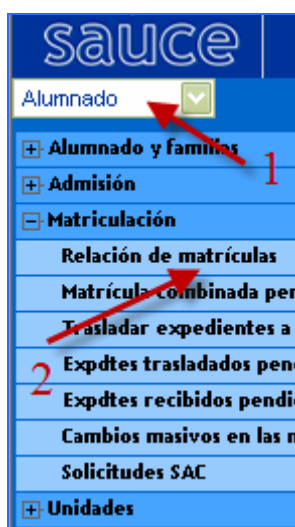 sauce
Alumnado
1
Alumnado y familias
Admisión
Matriculación
Relación de matrículas
Matrícula combinada per
Trasladar expedientes a
2
Expdtes trasladados pen
Expdtes recibidos pendi
Cambios masivos en las
Solicitudes SAC
Unidades